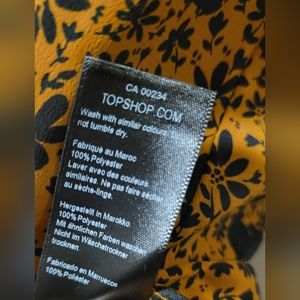 CA 00234
TOPSHOP.COM
Wash with similar colours.
not tumble dry.
Fabriqué au Maroc
100% Polyester
Laver avec des couleurs
similaires. Ne pas faire sécher
au sèche-linge.
Hergestellt in Marokko
100% Polyester
Mit ähnlichen Farben waschen
Nicht im Wäschetrockner
trocknen.
Fabricado en Marruecos
100% Polyester